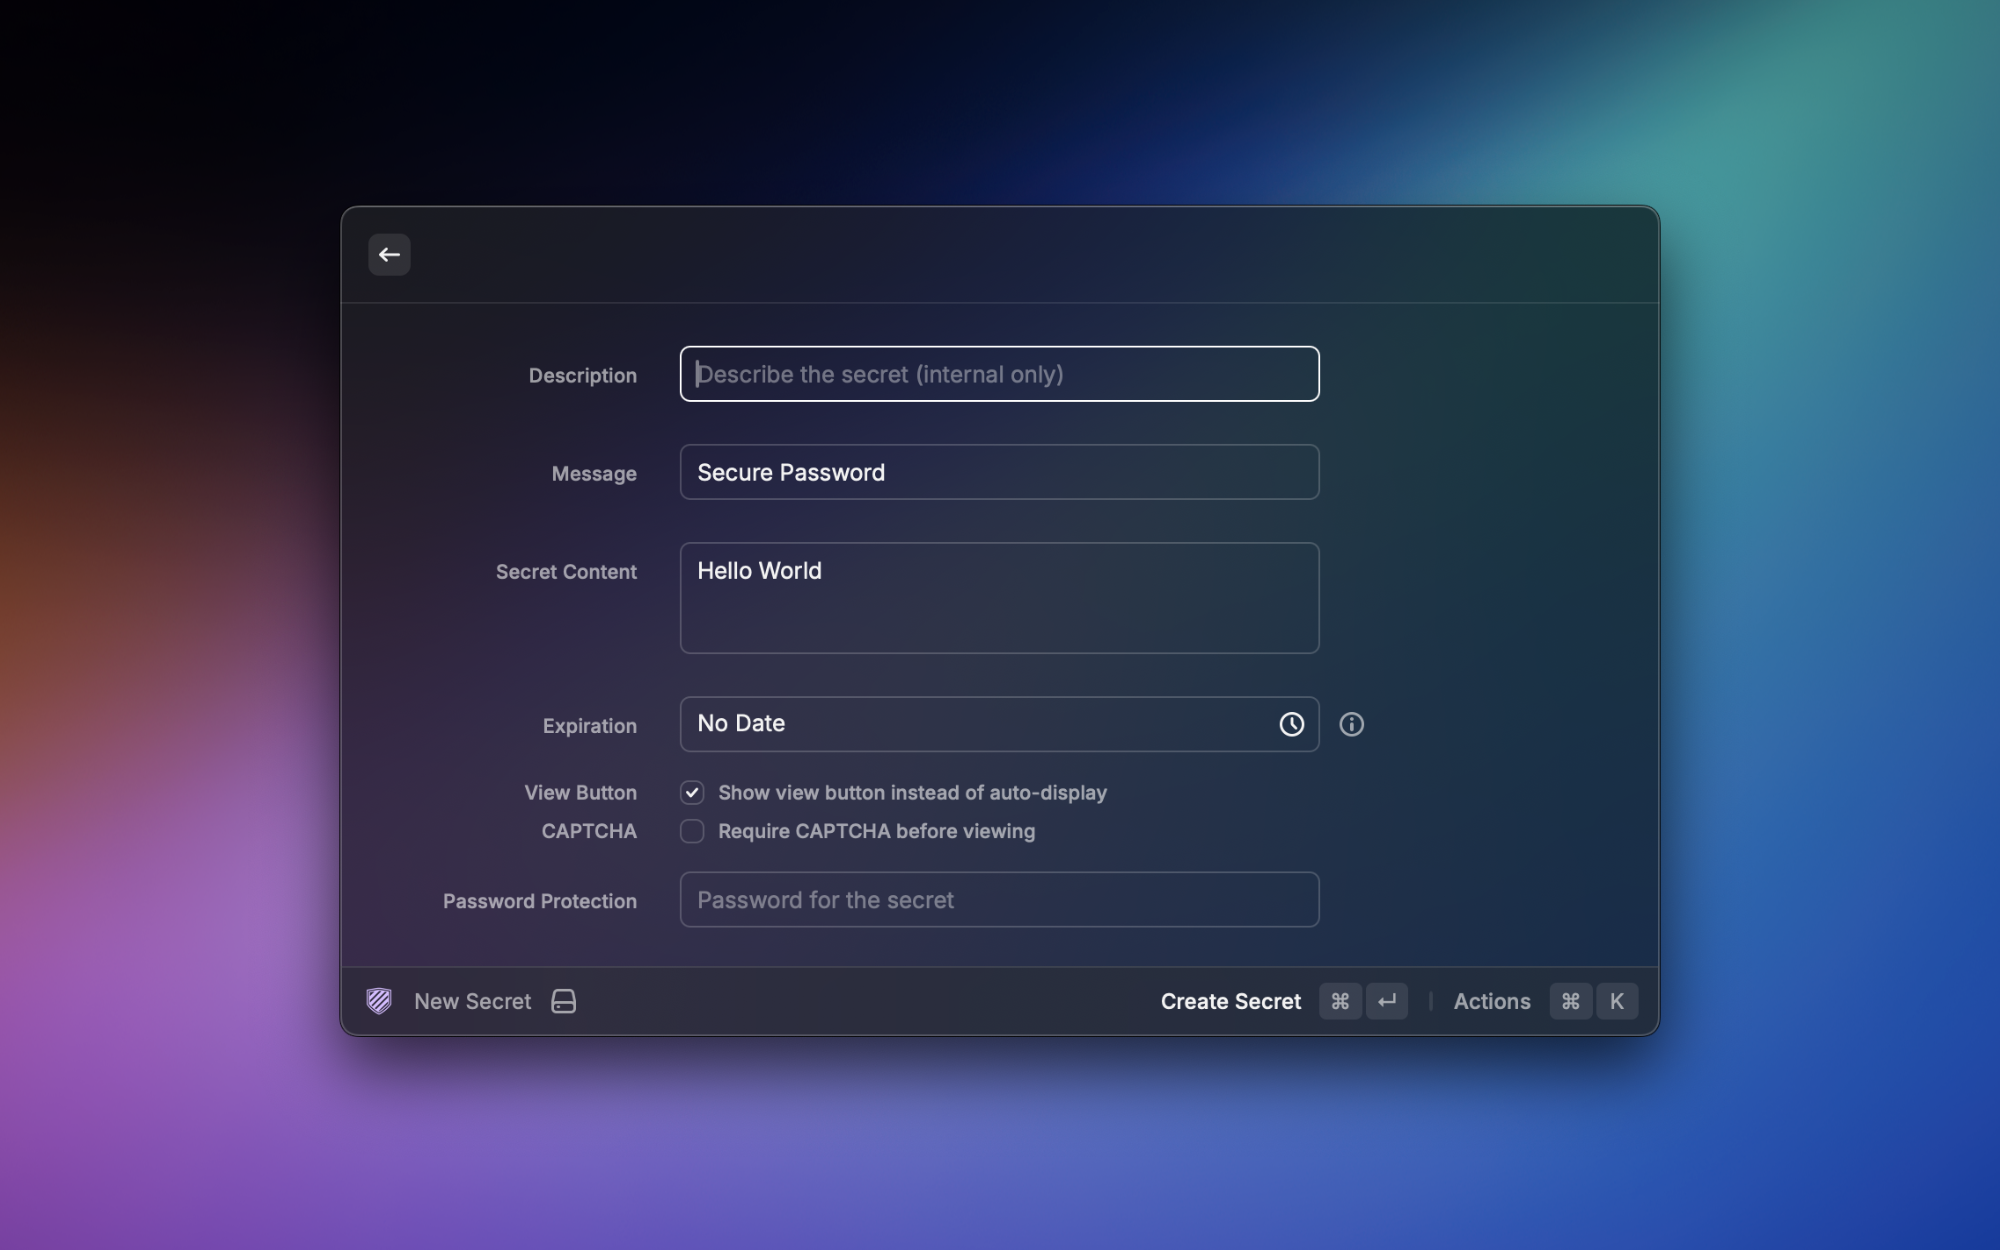 Description
Describe the secret (internal only)
Message
Secure Password
Secret Content
Hello World
Expiration
No Date
View Button
Show view button instead of auto-display
CAPTCHA
Require CAPTCHA before viewing
Password Protection
Password for the secret
New Secret
Create Secret ⌘ ↵
Actions ⌘ K